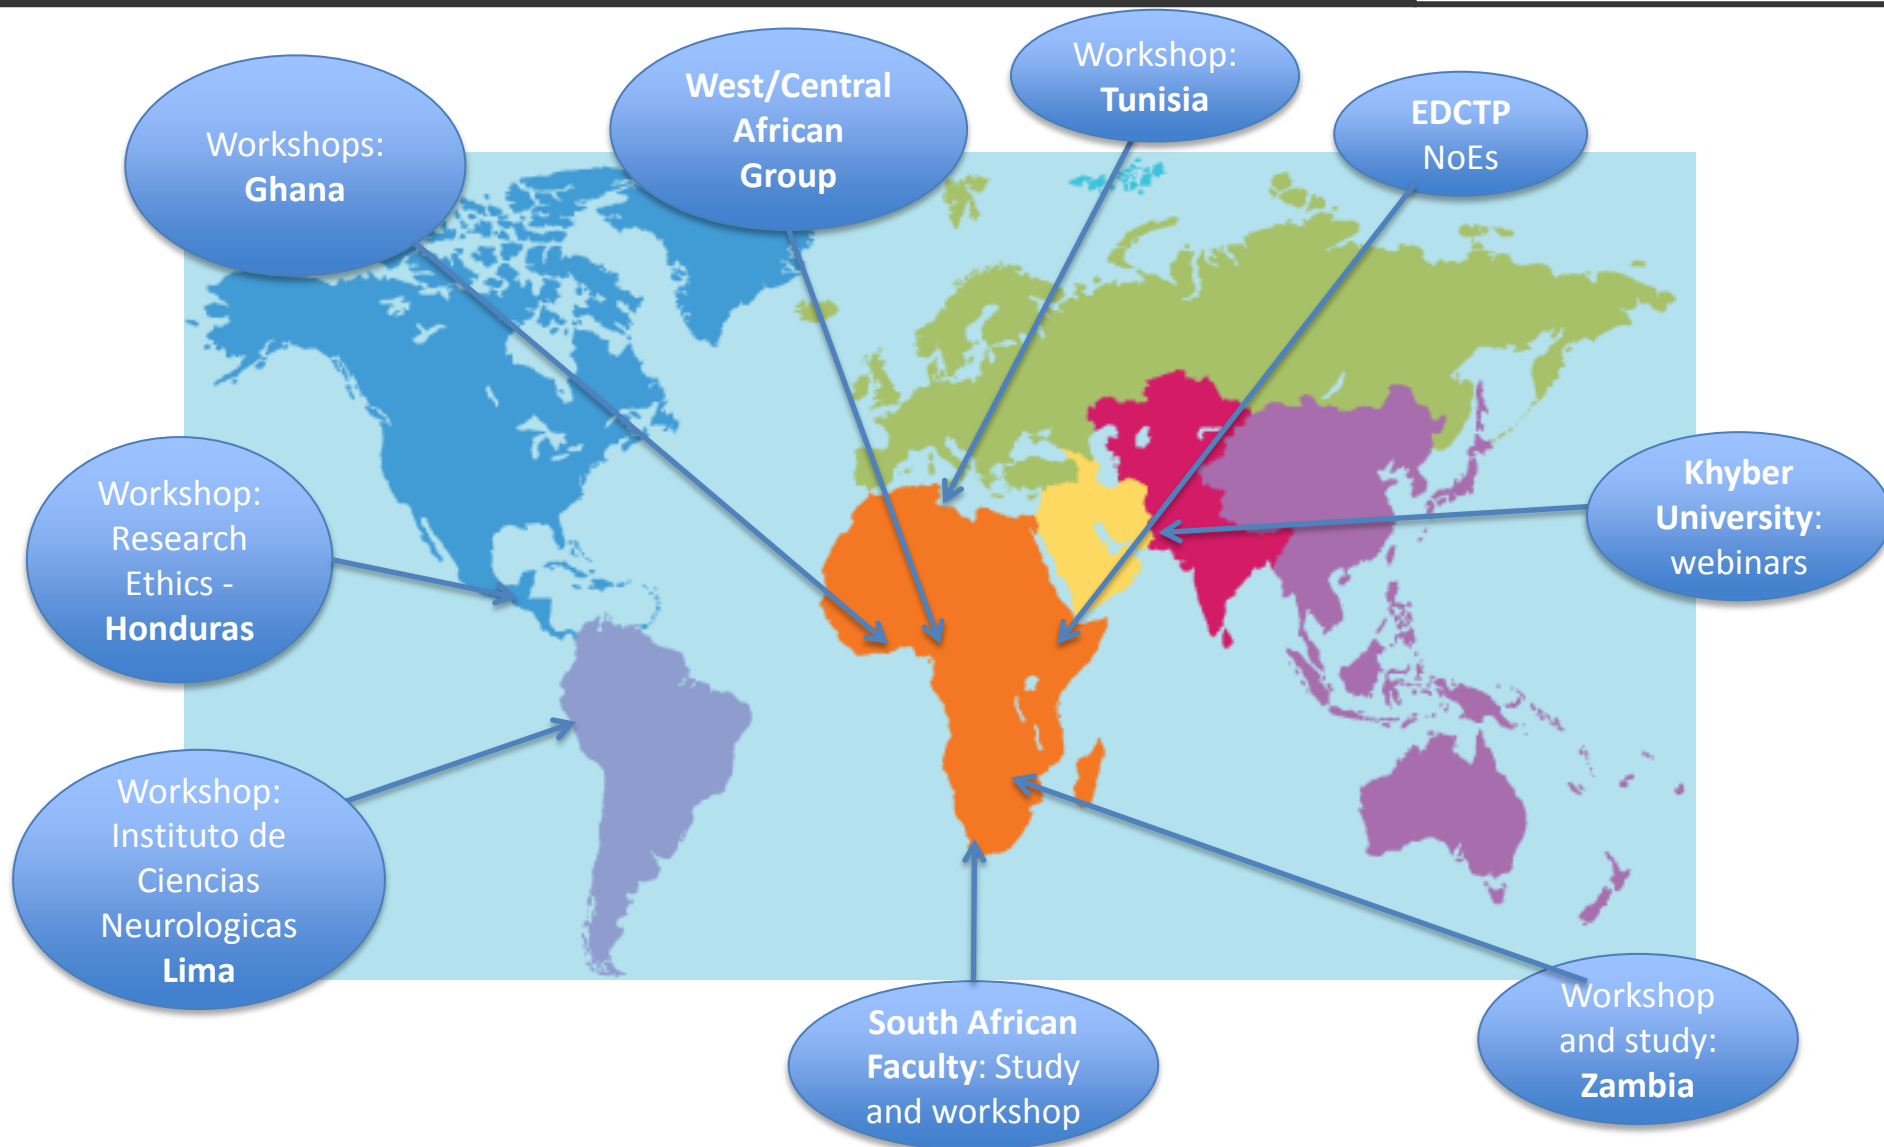 Workshops:
Ghana
West/Central
African
Group
Workshop:
Tunisia
EDCTP
NoEs
Workshop:
Research
Ethics -
Honduras
Khyber
University:
webinars
Workshop:
Instituto de
Ciencias
Neurologicas
Lima
South African
Faculty: Study
and workshop
Workshop
and study:
Zambia